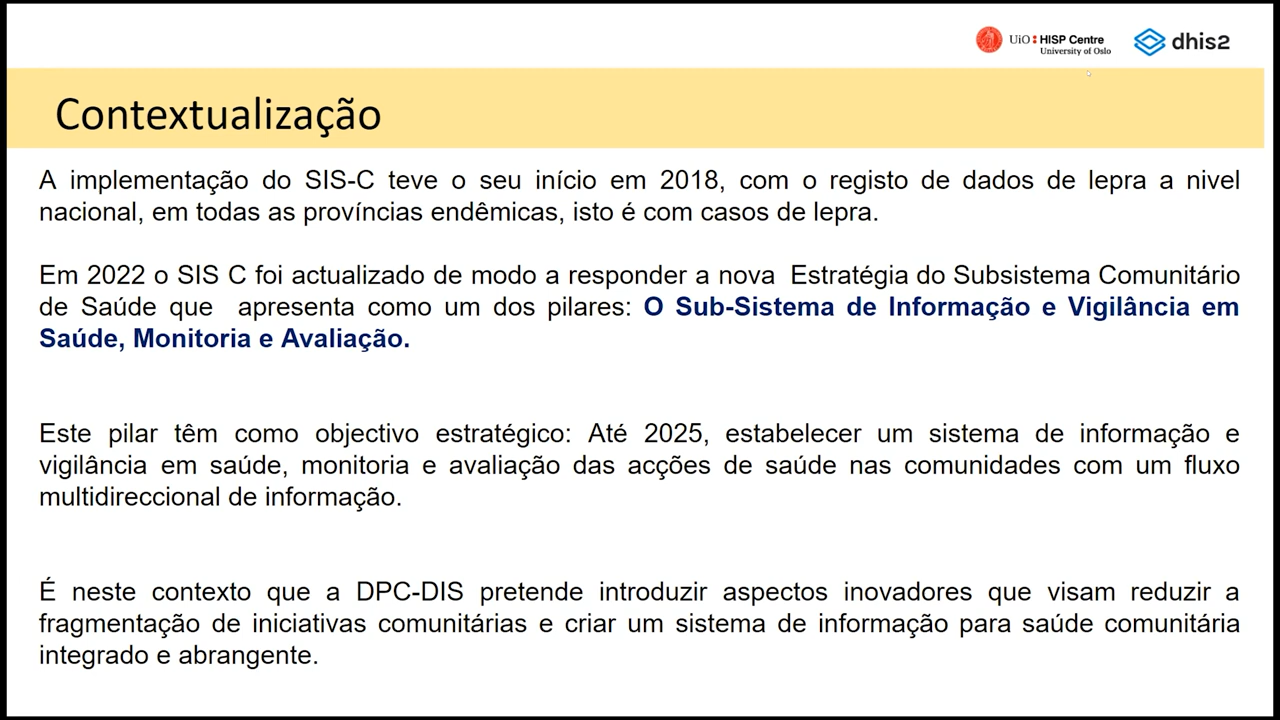 UiO : HISP Centre
University of Oslo
dhis2
Contextualização
A implementação do SIS-C teve o seu início em 2018, com o registo de dados de lepra a nivel
nacional, em todas as províncias endêmicas, isto é com casos de lepra.
Em 2022 o SIS C foi actualizado de modo a responder a nova  Estratégia do Subsistema Comunitário
de Saúde que  apresenta como um dos pilares: O Sub-Sistema de Informação e Vigilância em
Saúde, Monitoria e Avaliação.
Este pilar têm como objectivo estratégico: Até 2025, estabelecer um sistema de informação e
vigilância em saúde, monitoria e avaliação das acções de saúde nas comunidades com um fluxo
multidireccional de informação.
É neste contexto que a DPC-DIS pretende introduzir aspectos inovadores que visam reduzir a
fragmentação de iniciativas comunitárias e criar um sistema de informação para saúde comunitária
integrado e abrangente.